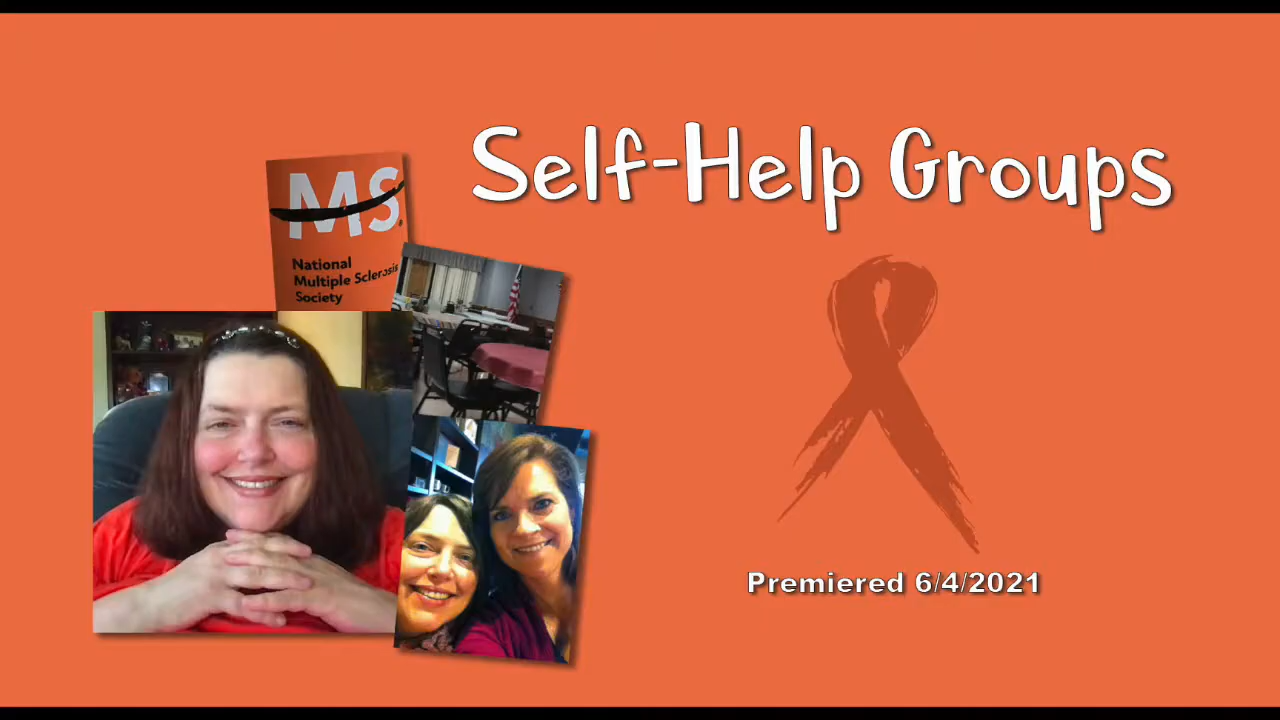 Self-Help Groups
MS
National
Multiple Sclerosis
Society
Premiered 6/4/2021